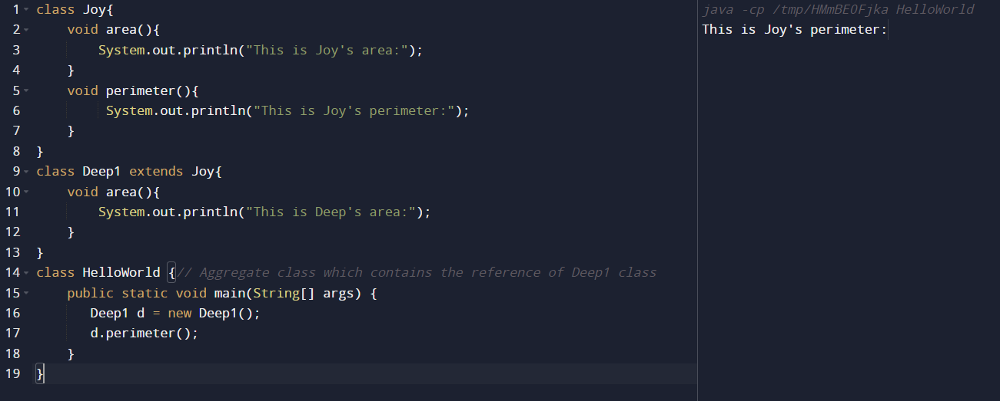 1 class Joy{
2     void area(){
3         System.out.println("This is Joy's area:");
4     }
5     void perimeter(){
6          System.out.println("This is Joy's perimeter:");
7     }
8 }
9 class Deep1 extends Joy{
10     void area(){
11         System.out.println("This is Deep's area:");
12     }
13 }
14 class HelloWorld {// Aggregate class which contains the reference of Deep1 class
15     public static void main(String[] args) {
16        Deep1 d = new Deep1();
17        d.perimeter();
18     }
19 }
java -cp /tmp/HMmBE0Fjka HelloWorld
This is Joy's perimeter: